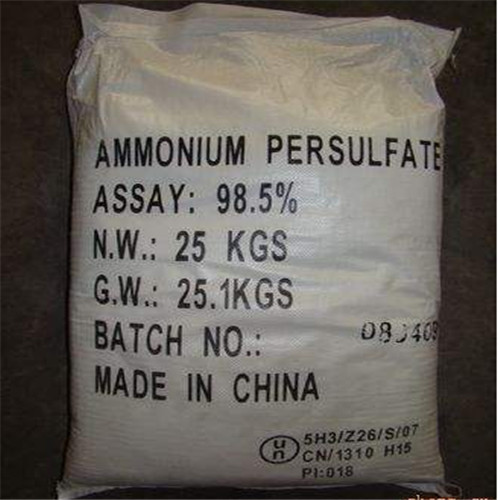 AMMONIUM PERSULFATE
ASSAY: 98.5%
N.W.: 25 KGS
G.W.: 25.1KGS
BATCH NO.:
MADE IN CHINA
un 5H3/Z26/S/07
CN/1310 H15
PI:018